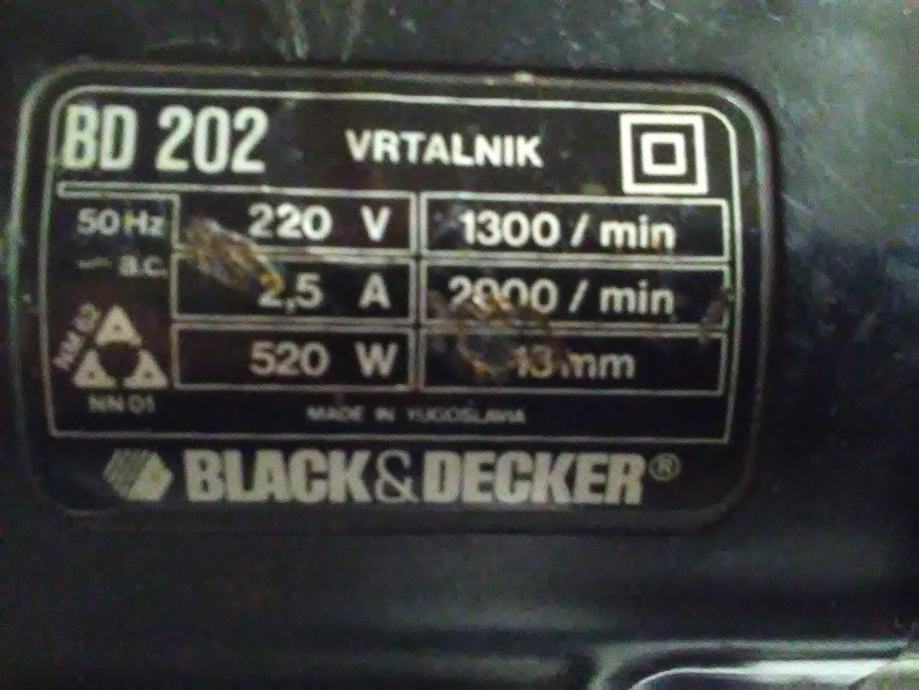 BD 202 VRTALNIK
50 Hz 220 V 1300 / min
a.c. 2,5 A 2900 / min
520 W 13 mm
NN 01
MADE IN YUGOSLAVIA
BLACK&DECKER®